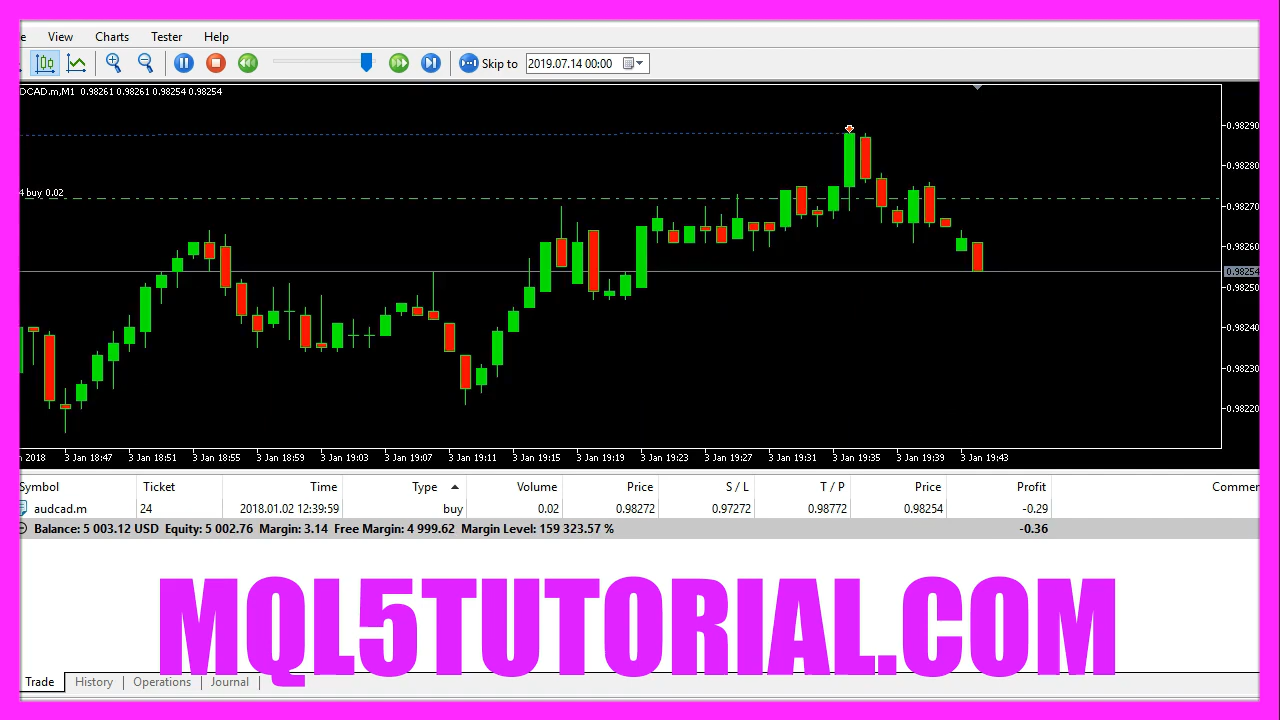 e View Charts Tester Help
Skip to 2019.07.14 00:00
DCAD.m,M1 0.98261 0.98261 0.98254 0.98254
0.98290
0.98280
4 buy 0.02
0.98270
0.98260
0.98254
0.98250
0.98240
0.98230
0.98220
n 2018 3 Jan 18:47 3 Jan 18:51 3 Jan 18:55 3 Jan 18:59 3 Jan 19:03 3 Jan 19:07 3 Jan 19:11 3 Jan 19:15 3 Jan 19:19 3 Jan 19:23 3 Jan 19:27 3 Jan 19:31 3 Jan 19:35 3 Jan 19:39 3 Jan 19:43
Symbol Ticket Time Type Volume Price S / L T / P Price Profit Commen
audcad.m 24 2018.01.02 12:39:59 buy 0.02 0.98272 0.97272 0.98772 0.98254 -0.29
Balance: 5 003.12 USD Equity: 5 002.76 Margin: 3.14 Free Margin: 4 999.62 Margin Level: 159 323.57 % -0.36
MQL5TUTORIAL.COM
Trade History Operations Journal